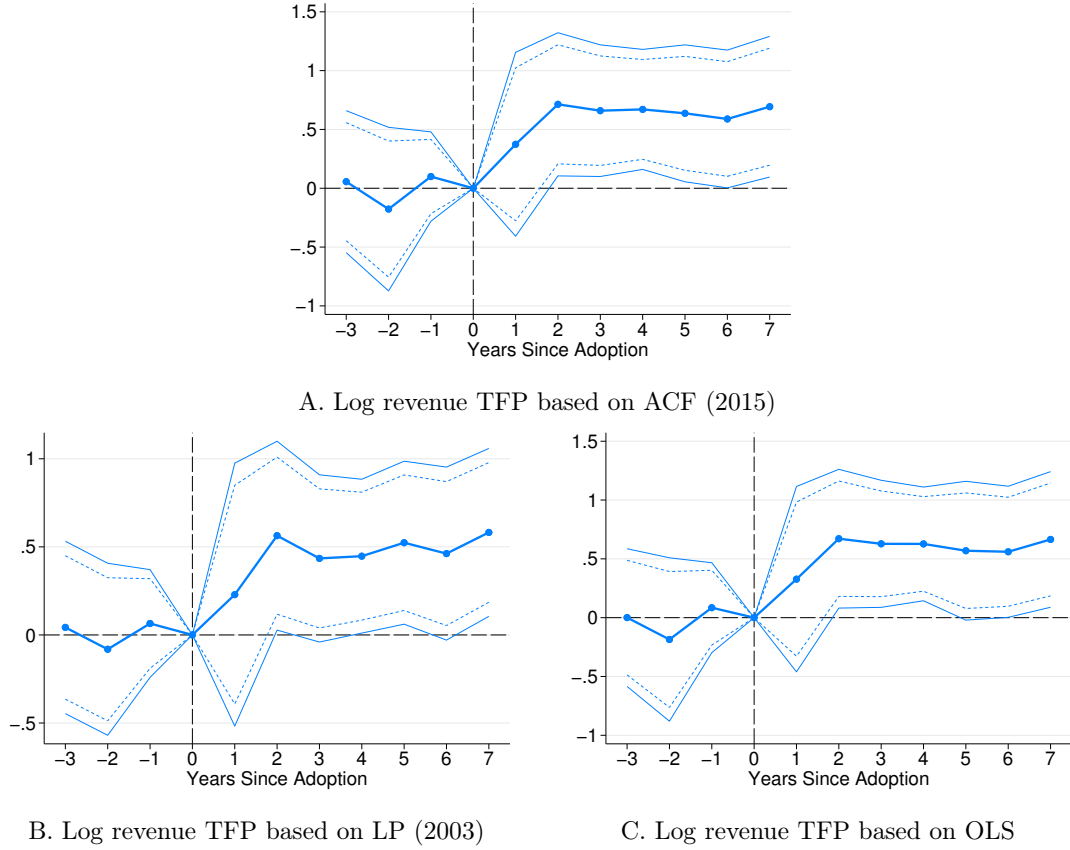 1.5
1
.5
0
−.5
−1
−3 −2 −1 0 1 2 3 4 5 6 7
Years Since Adoption
A. Log revenue TFP based on ACF (2015)
1
.5
0
−.5
−3 −2 −1 0 1 2 3 4 5 6 7
Years Since Adoption
B. Log revenue TFP based on LP (2003)
1.5
1
.5
0
−.5
−1
−3 −2 −1 0 1 2 3 4 5 6 7
Years Since Adoption
C. Log revenue TFP based on OLS